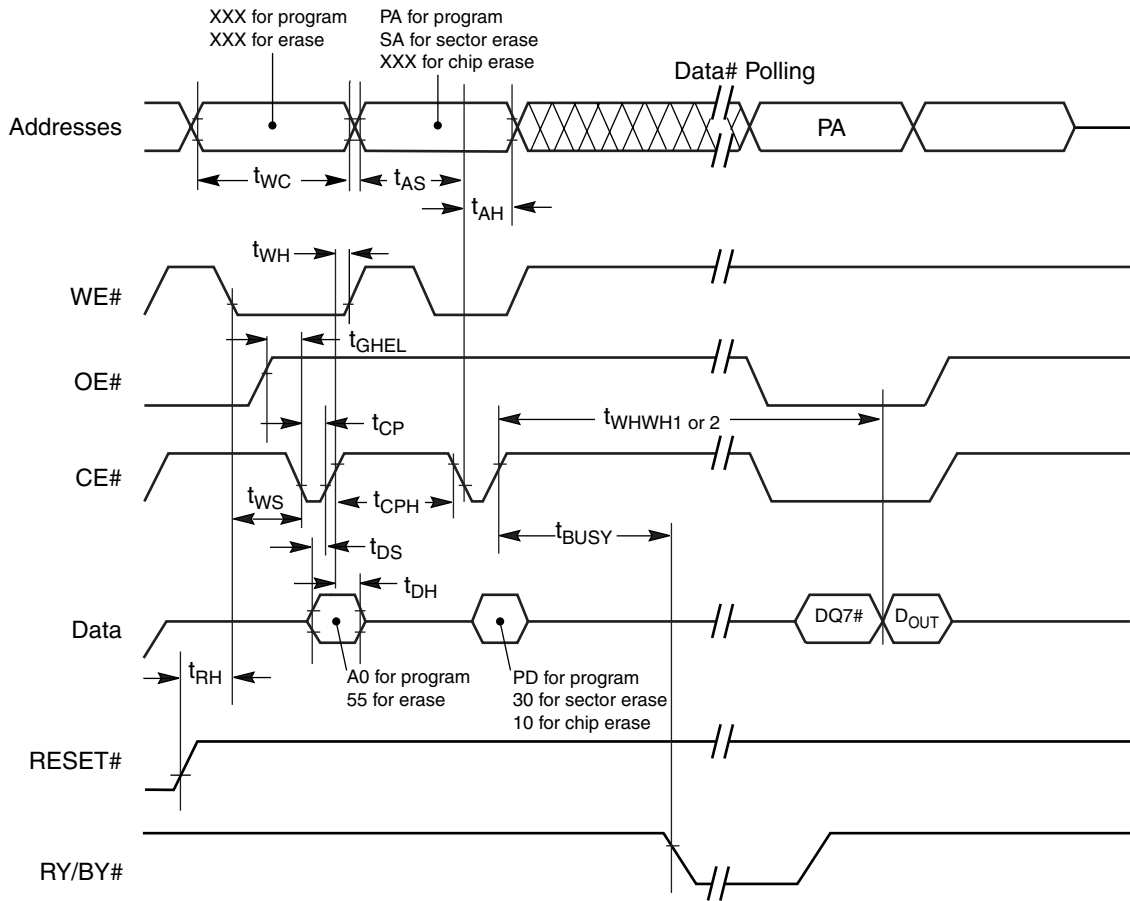 XXX for program
XXX for erase
PA for program
SA for sector erase
XXX for chip erase
Data# Polling
Addresses
PA
tWC
tAS
tAH
tWH
WE#
tGHEL
OE#
tCP
tWHWH1 or 2
CE#
tWS
tCPH
tBUSY
tDS
tDH
Data
DQ7#
DOUT
tRH
A0 for program
55 for erase
PD for program
30 for sector erase
10 for chip erase
RESET#
RY/BY#